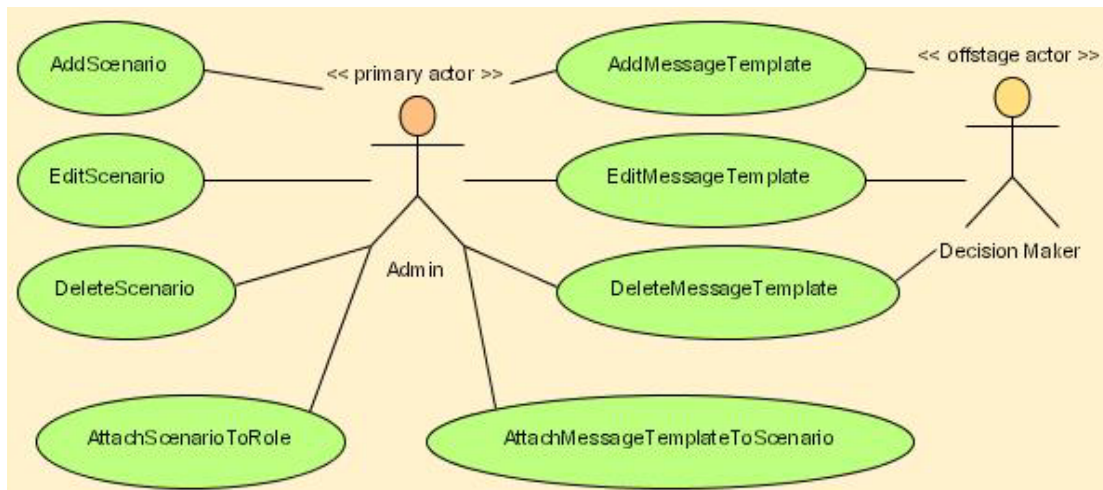 AddScenario
<< primary actor >>
AddMessageTemplate
<< offstage actor >>
EditScenario
EditMessageTemplate
Admin
Decision Maker
DeleteScenario
DeleteMessageTemplate
AttachScenarioToRole
AttachMessageTemplateToScenario